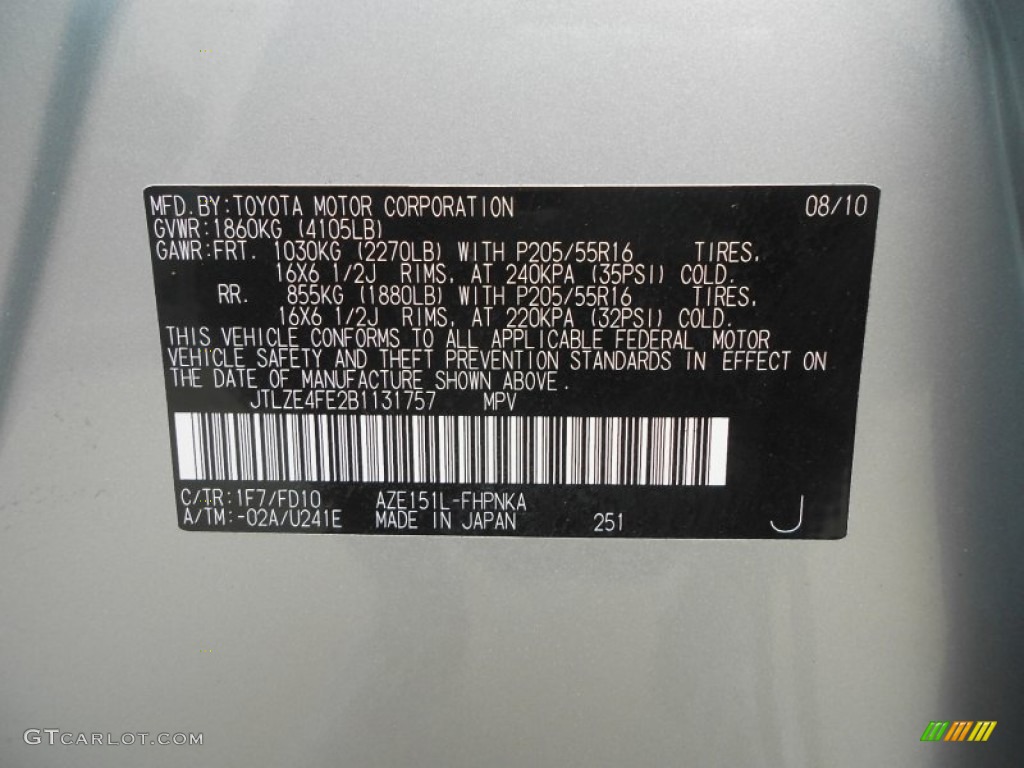 MFD.BY:TOYOTA MOTOR CORPORATION 08/10
GVWR:1860KG (4105LB)
GAWR:FRT. 1030KG (2270LB) WITH P205/55R16 TIRES,
16X6 1/2J RIMS, AT 240KPA (35PSI) COLD.
RR. 855KG (1880LB) WITH P205/55R16 TIRES,
16X6 1/2J RIMS, AT 220KPA (32PSI) COLD.
THIS VEHICLE CONFORMS TO ALL APPLICABLE FEDERAL MOTOR
VEHICLE SAFETY AND THEFT PREVENTION STANDARDS IN EFFECT ON
THE DATE OF MANUFACTURE SHOWN ABOVE.
JTLZE4FE2B1131757 MPV
C/TR:1F7/FD10 AZE151L-FHPNKA
A/TM:-02A/U241E MADE IN JAPAN 251 J
GTCARLOT.COM